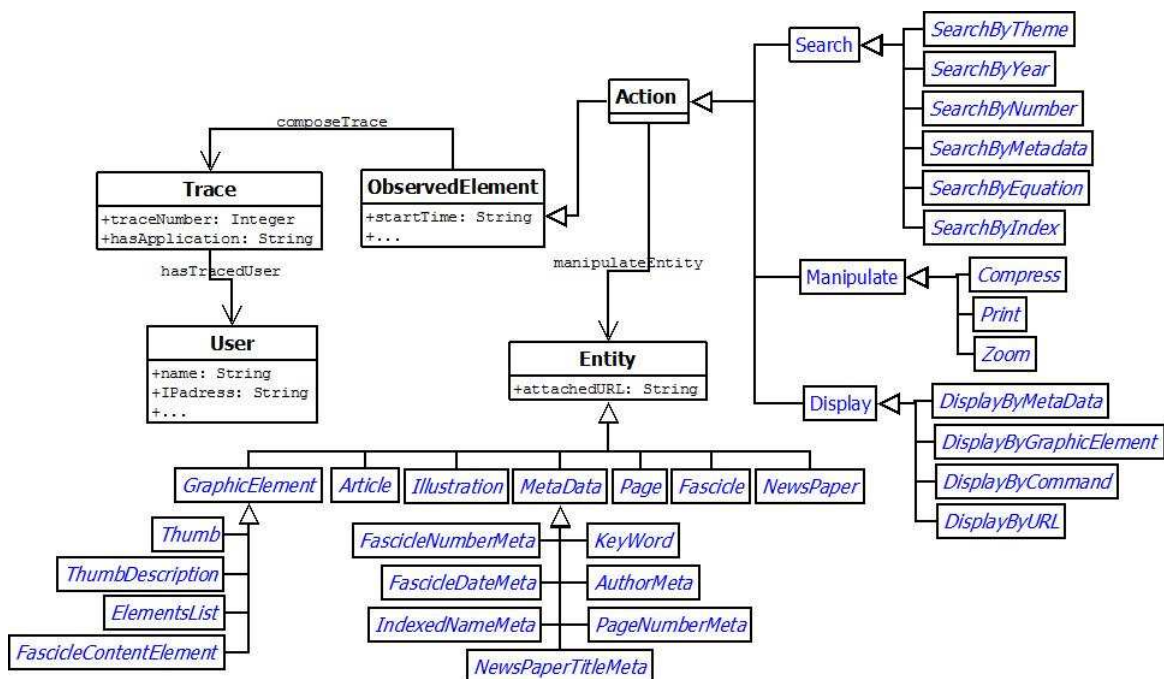 SearchByTheme
Search
SearchByYear
Action
SearchByNumber
composeTrace
SearchByMetadata
Trace
ObservedElement
SearchByEquation
+traceNumber: Integer
+startTime: String
+hasApplication: String
+...
SearchByIndex
hasTracedUser
manipulateEntity
Manipulate
Compress
Print
User
Entity
Zoom
+name: String
+attachedURL: String
+IPadress: String
+...
Display
DisplayByMetaData
DisplayByGraphicElement
GraphicElement
Article
Illustration
MetaData
Page
Fascicle
NewsPaper
DisplayByCommand
DisplayByURL
Thumb
FascicleNumberMeta
KeyWord
ThumbDescription
FascicleDateMeta
AuthorMeta
ElementsList
IndexedNameMeta
PageNumberMeta
FascicleContentElement
NewsPaperTitleMeta